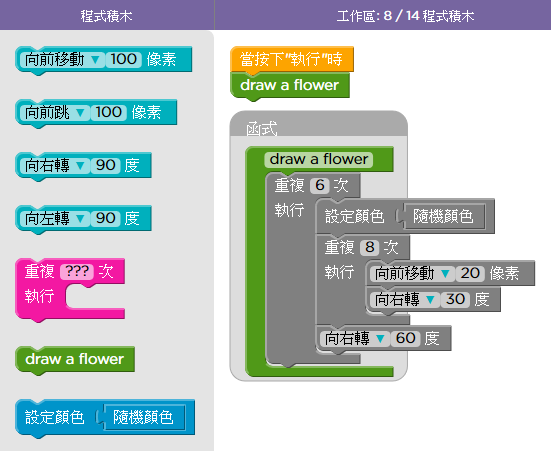 程式積木
工作區: 8 / 14 程式積木
向前移動 ▼ 100 像素
向前跳 ▼ 100 像素
向右轉 ▼ 90 度
向左轉 ▼ 90 度
重複 ??? 次
執行
draw a flower
設定顏色 隨機顏色
當按下"執行"時
draw a flower
函式
draw a flower
重複 6 次
執行
設定顏色 隨機顏色
重複 8 次
執行
向前移動 ▼ 20 像素
向右轉 ▼ 30 度
向右轉 ▼ 60 度